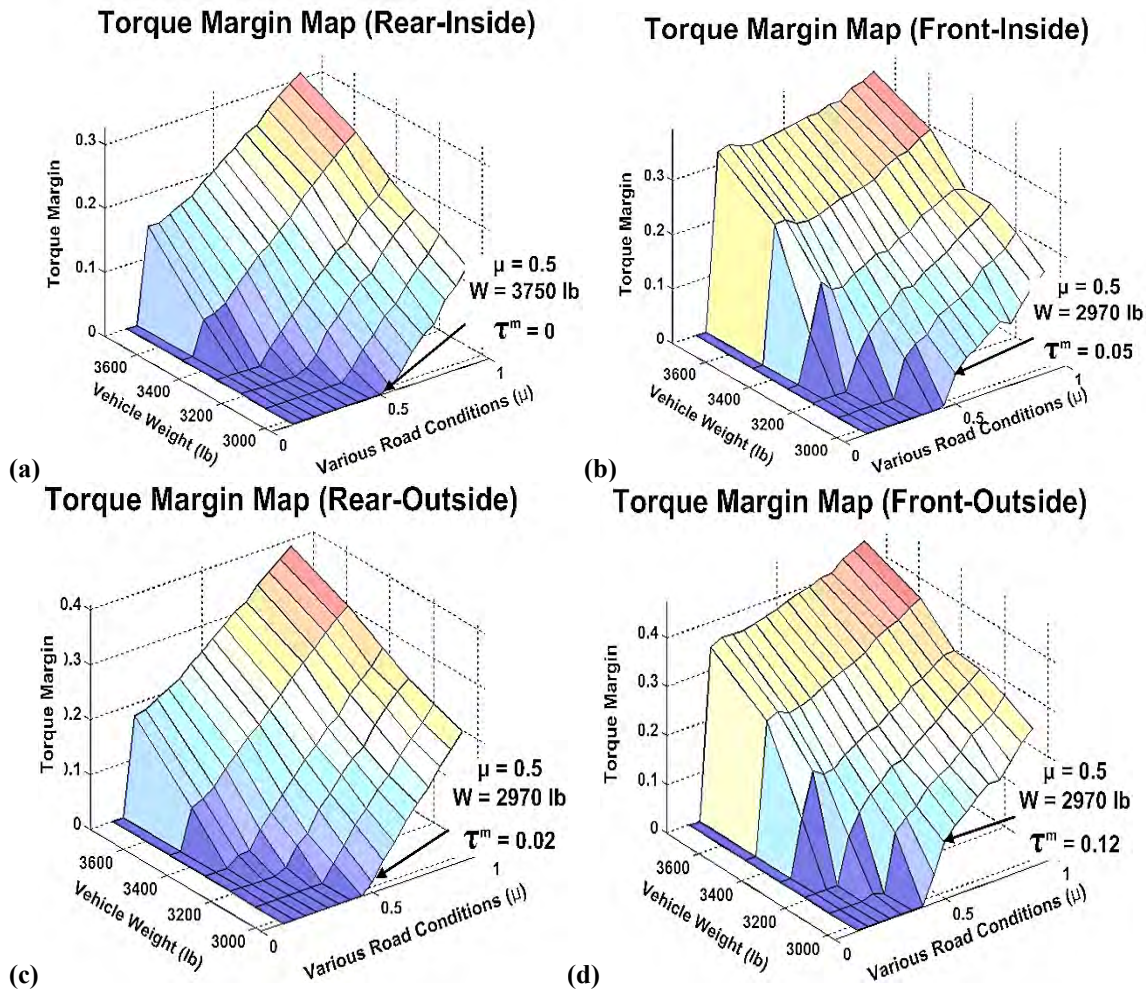 Torque Margin Map (Rear-Inside)
0.3
0.2
0.1
0
Torque Margin
3600
3400
3200
3000
Vehicle Weight (lb)
0
0.5
1
Various Road Conditions (μ)
μ = 0.5
W = 3750 lb
τᵐ = 0
(a)
Torque Margin Map (Front-Inside)
0.3
0.2
0.1
0
Torque Margin
3600
3400
3200
3000
Vehicle Weight (lb)
0
0.5
1
Various Road Conditions (μ)
μ = 0.5
W = 2970 lb
τᵐ = 0.05
(b)
Torque Margin Map (Rear-Outside)
0.4
0.3
0.2
0.1
0
Torque Margin
3600
3400
3200
3000
Vehicle Weight (lb)
0
0.5
1
Various Road Conditions (μ)
μ = 0.5
W = 2970 lb
τᵐ = 0.02
(c)
Torque Margin Map (Front-Outside)
0.4
0.3
0.2
0.1
0
Torque Margin
3600
3400
3200
3000
Vehicle Weight (lb)
0
0.5
1
Various Road Conditions (μ)
μ = 0.5
W = 2970 lb
τᵐ = 0.12
(d)